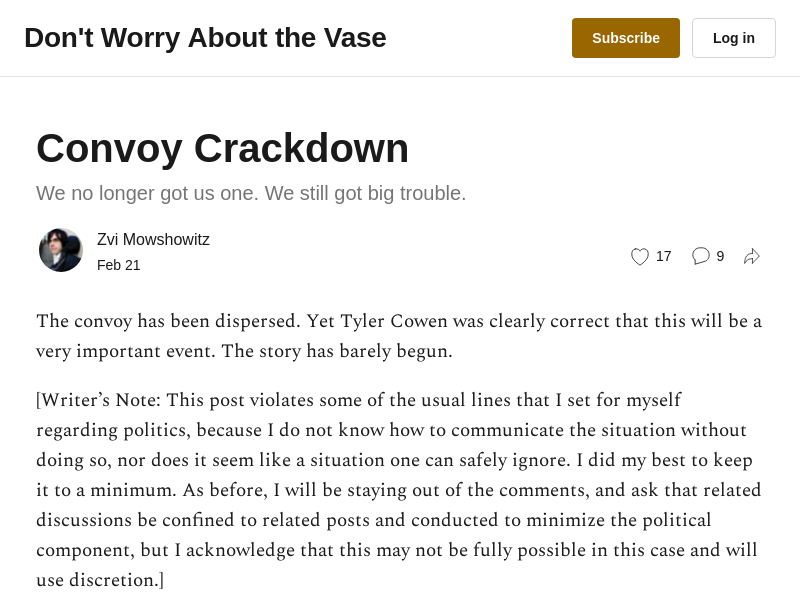 Don't Worry About the Vase
Subscribe
Log in
Convoy Crackdown
We no longer got us one. We still got big trouble.
Zvi Mowshowitz
Feb 21
17
9
The convoy has been dispersed. Yet Tyler Cowen was clearly correct that this will be a
very important event. The story has barely begun.
[Writer’s Note: This post violates some of the usual lines that I set for myself
regarding politics, because I do not know how to communicate the situation without
doing so, nor does it seem like a situation one can safely ignore. I did my best to keep
it to a minimum. As before, I will be staying out of the comments, and ask that related
discussions be confined to related posts and conducted to minimize the political
component, but I acknowledge that this may not be fully possible in this case and will
use discretion.]